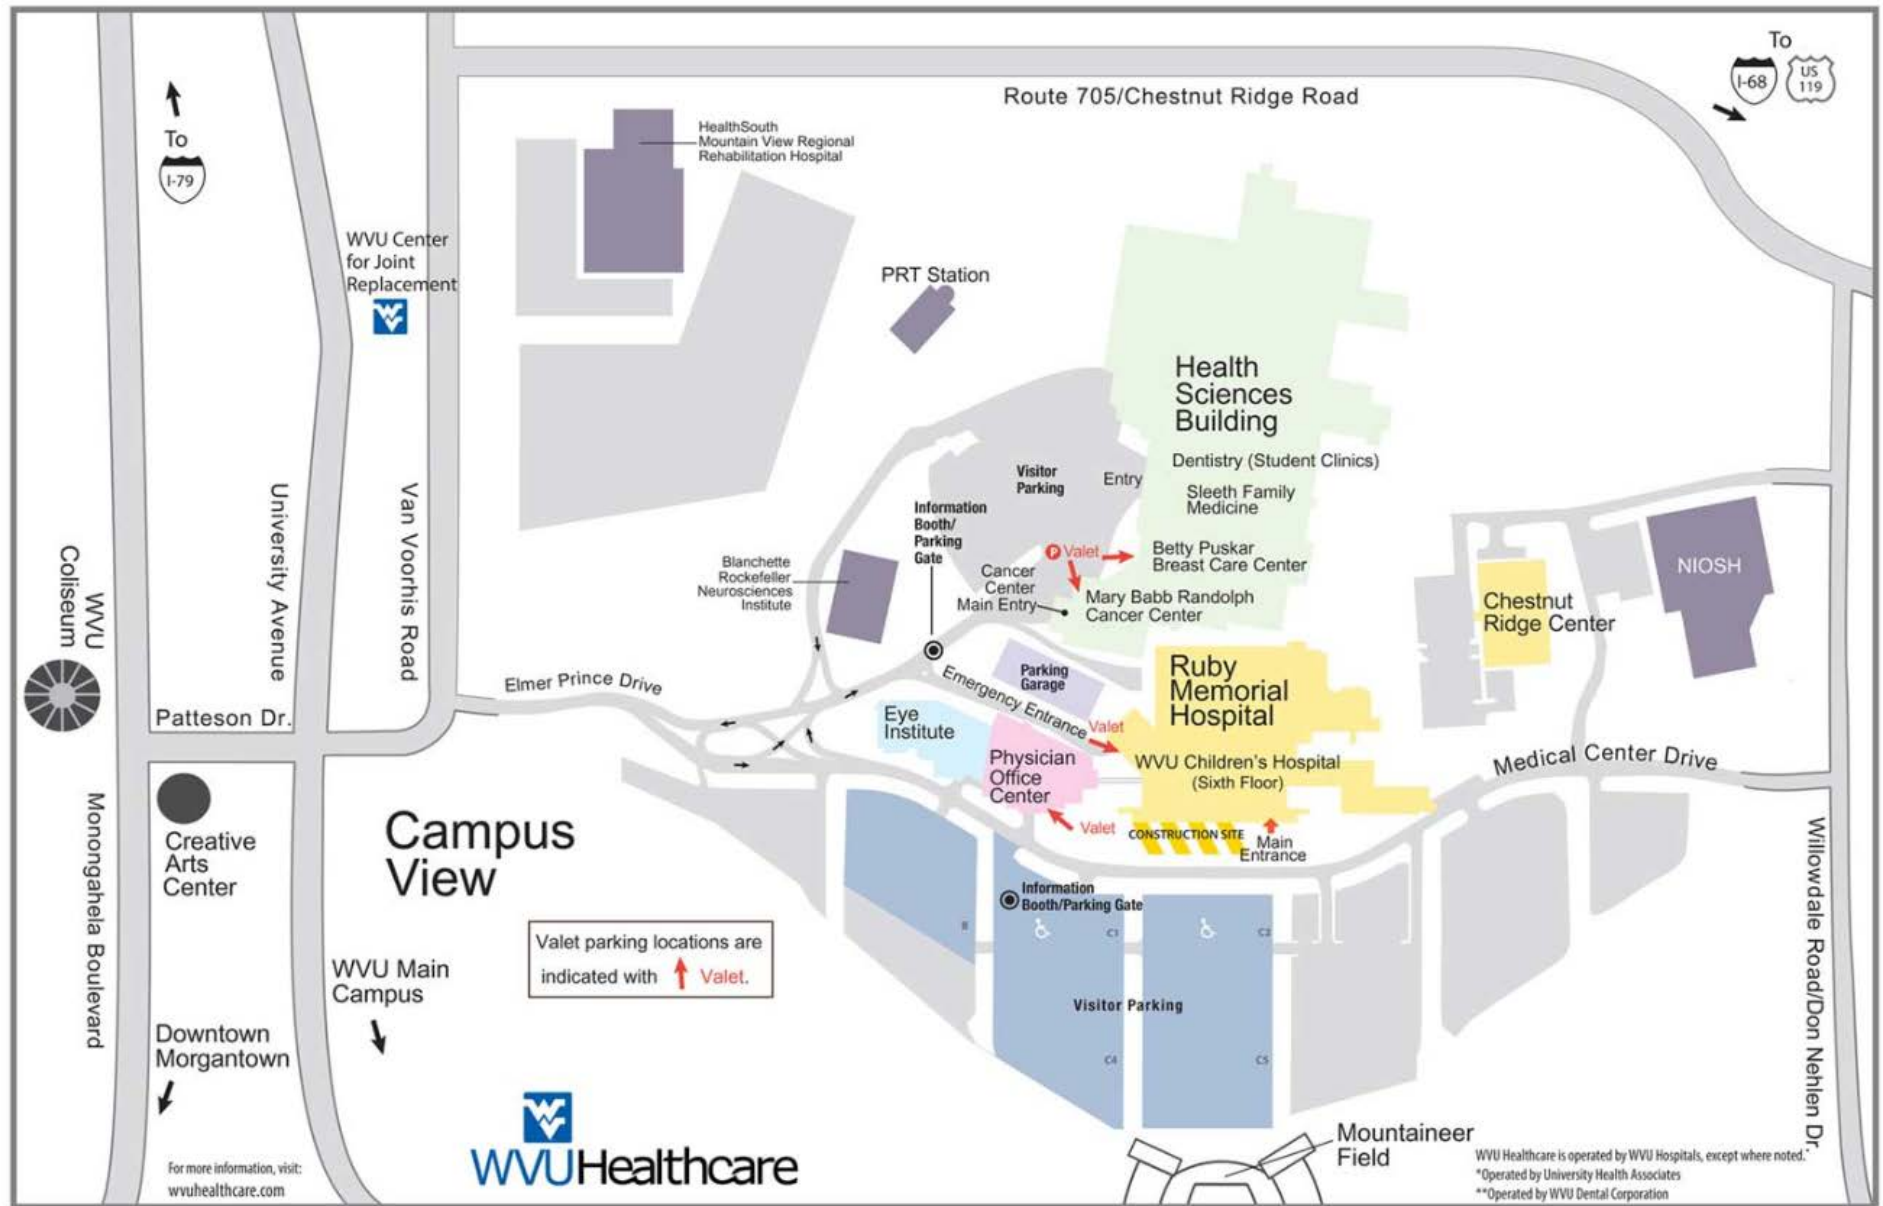 To
I-68
US
119
Route 705/Chestnut Ridge Road
To
I-79
HealthSouth
Mountain View Regional
Rehabilitation Hospital
WVU Center
for Joint
Replacement
WV
PRT Station
Health
Sciences
Building
Dentistry (Student Clinics)
Sleeth Family
Medicine
Visitor
Parking
Entry
Information
Booth/
Parking
Gate
P Valet
Betty Puskar
Breast Care Center
Cancer
Center
Main Entry
Mary Babb Randolph
Cancer Center
Blanchette
Rockefeller
Neurosciences
Institute
NIOSH
Chestnut
Ridge Center
WVU
Coliseum
University Avenue
Van Voorhis Road
Elmer Prince Drive
Patteson Dr.
Parking
Garage
Emergency Entrance
Valet
Ruby
Memorial
Hospital
WVU Children's Hospital
(Sixth Floor)
Eye
Institute
Physician
Office
Center
Valet
CONSTRUCTION SITE
Main
Entrance
Medical Center Drive
Monongahela Boulevard
Creative
Arts
Center
Campus
View
Information
Booth/Parking Gate
B
C1
C2
Visitor Parking
C4
C5
Valet parking locations are
indicated with Valet.
WVU Main
Campus
Downtown
Morgantown
Willowdale Road/Don Nehlen Dr.
Mountaineer
Field
WV
WVUHealthcare
For more information, visit:
wvuhealthcare.com
WVU Healthcare is operated by WVU Hospitals, except where noted.
*Operated by University Health Associates
**Operated by WVU Dental Corporation